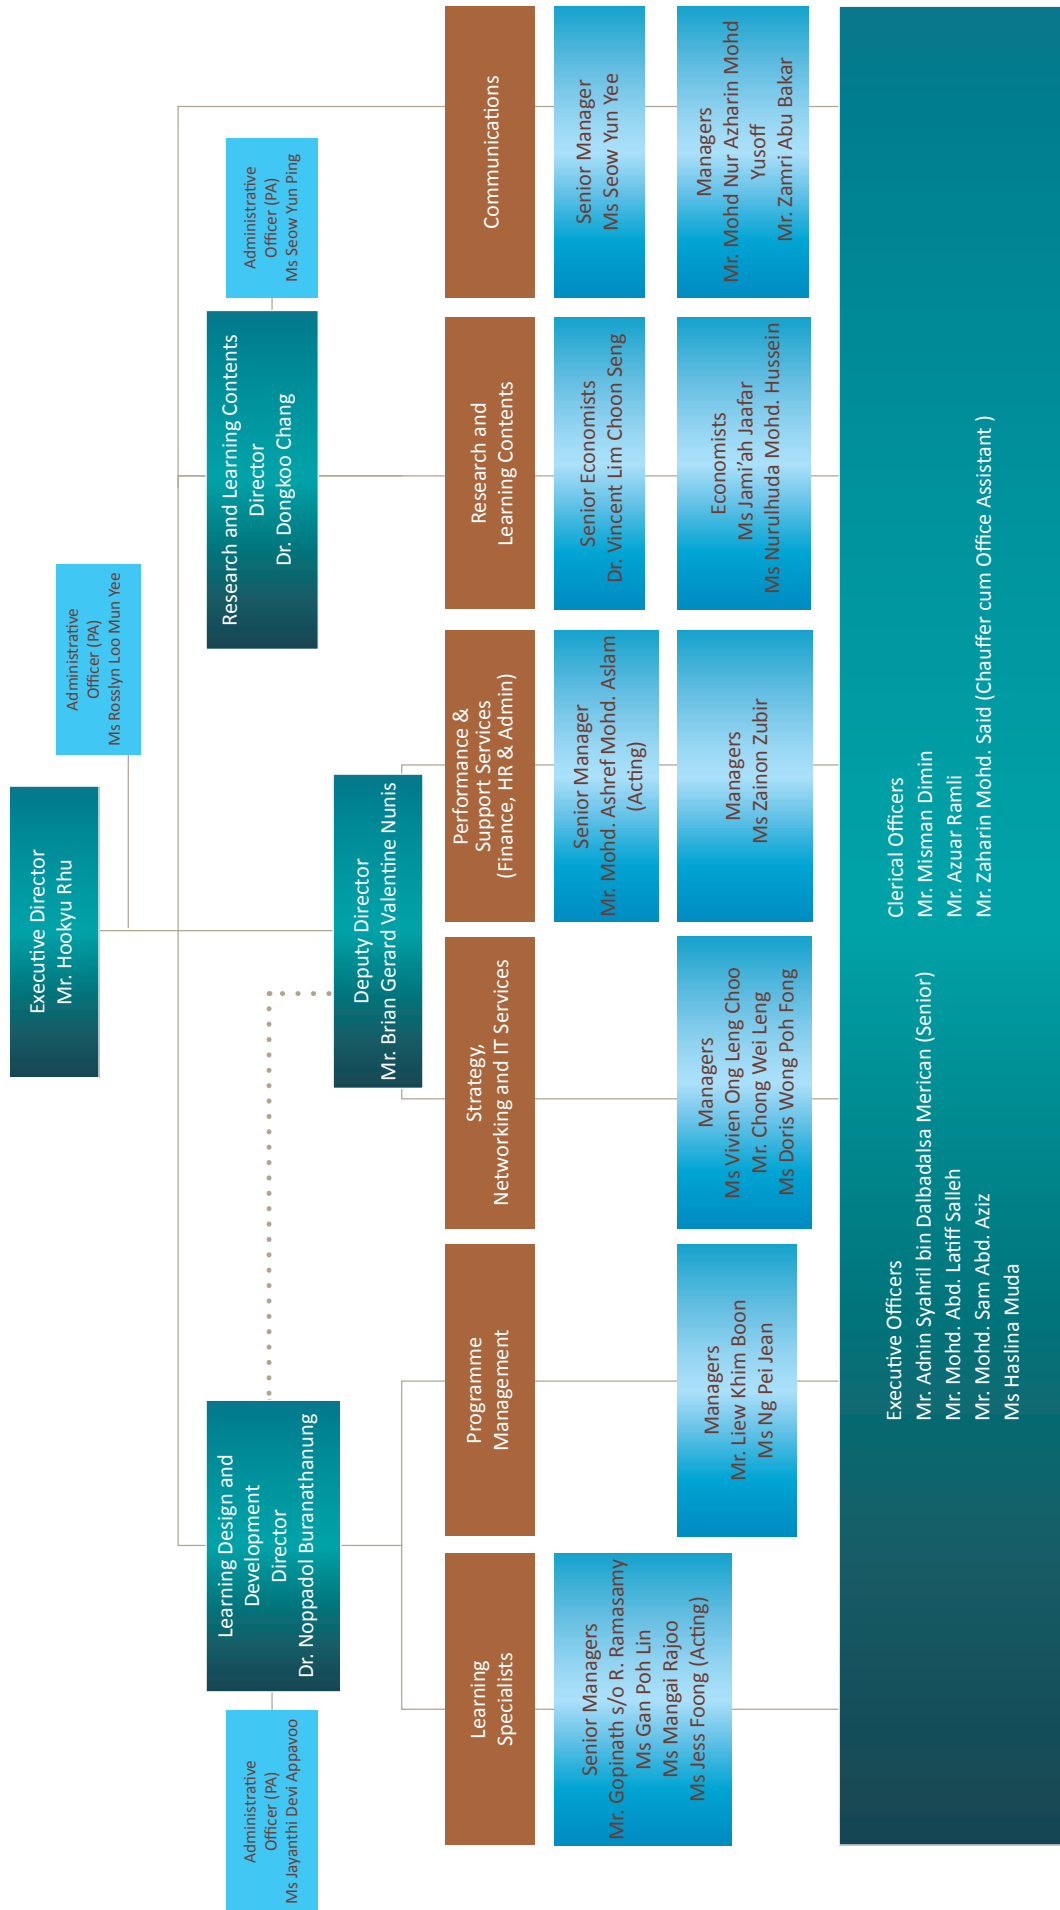 Executive Director
Mr. Hookyu Rhu
Administrative
Officer (PA)
Ms Rosslyn Loo Mun Yee
Administrative
Officer (PA)
Ms Jayanthi Devi Appavoo
Learning Design and
Development
Director
Dr. Noppadol Buranathanung
Research and Learning Contents
Director
Dr. Dongkoo Chang
Administrative
Officer (PA)
Ms Seow Yun Ping
Deputy Director
Mr. Brian Gerard Valentine Nunis
Learning
Specialists
Programme
Management
Strategy,
Networking and IT Services
Performance &
Support Services
(Finance, HR & Admin)
Research and
Learning Contents
Communications
Senior Managers
Mr. Gopinath s/o R. Ramasamy
Ms Gan Poh Lin
Ms Mangai Rajoo
Ms Jess Foong (Acting)
Senior Manager
Mr. Mohd. Ashref Mohd. Aslam
(Acting)
Senior Economists
Dr. Vincent Lim Choon Seng
Senior Manager
Ms Seow Yun Yee
Managers
Mr. Liew Khim Boon
Ms Ng Pei Jean
Managers
Ms Vivien Ong Leng Choo
Mr. Chong Wei Leng
Ms Doris Wong Poh Fong
Managers
Ms Zainon Zubir
Economists
Ms Jami'ah Jaafar
Ms Nurulhuda Mohd. Hussein
Managers
Mr. Mohd Nur Azharin Mohd
Yusoff
Mr. Zamri Abu Bakar
Executive Officers
Mr. Adnin Syahril bin Dalbadalsa Merican (Senior)
Mr. Mohd. Abd. Latiff Salleh
Mr. Mohd. Sam Abd. Aziz
Ms Haslina Muda
Clerical Officers
Mr. Misman Dimin
Mr. Azuar Ramli
Mr. Zaharin Mohd. Said (Chauffer cum Office Assistant )